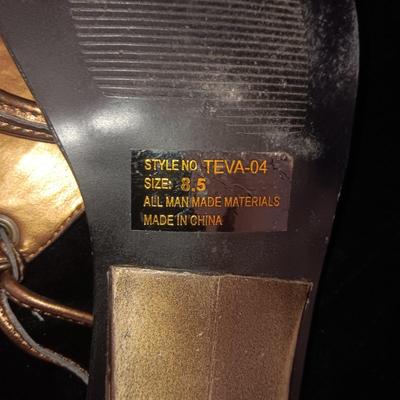 STYLE NO. TEVA-04
SIZE: 8.5
ALL MAN MADE MATERIALS
MADE IN CHINA